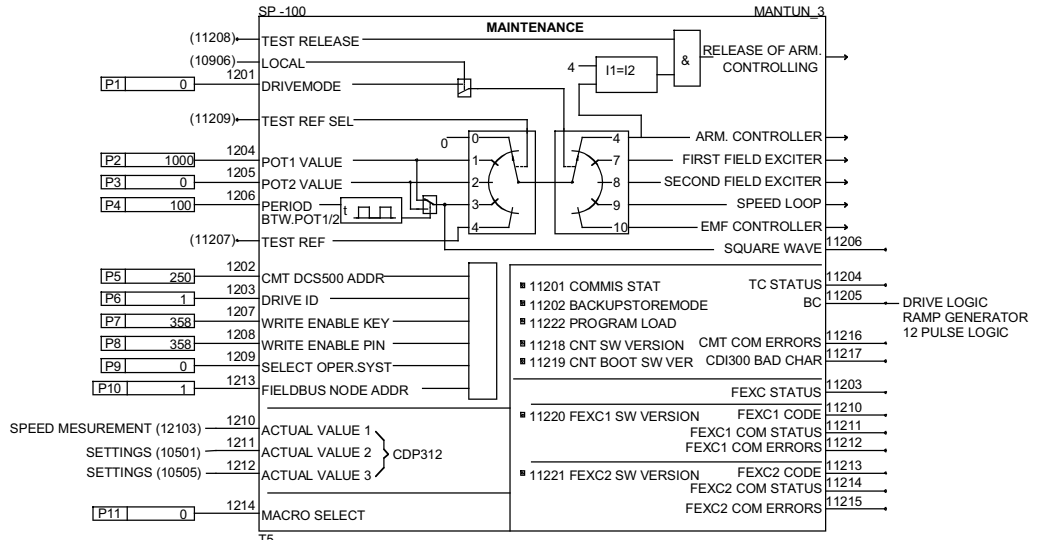 SP -100 MANTUN_3
MAINTENANCE
(11208) TEST RELEASE
(10906) LOCAL
P1 0 1201 DRIVEMODE
4 I1=I2 & RELEASE OF ARM.
CONTROLLING
(11209) TEST REF SEL
0 0 4 ARM. CONTROLLER
P2 1000 1204 POT1 VALUE 1 7 FIRST FIELD EXCITER
P3 0 1205 POT2 VALUE 2 8 SECOND FIELD EXCITER
P4 100 1206 PERIOD t 3 9 SPEED LOOP
BTW.POT1/2 4 10 EMF CONTROLLER
(11207) TEST REF
SQUARE WAVE 11206
P5 250 1202 CMT DCS500 ADDR
P6 1 1203 DRIVE ID
P7 358 1207 WRITE ENABLE KEY
P8 358 1208 WRITE ENABLE PIN
P9 0 1209 SELECT OPER.SYST
P10 1 1213 FIELDBUS NODE ADDR
11201 COMMIS STAT TC STATUS 11204
11202 BACKUPSTOREMODE BC 11205 DRIVE LOGIC
RAMP GENERATOR
12 PULSE LOGIC
11222 PROGRAM LOAD
11218 CNT SW VERSION CMT COM ERRORS 11216
11219 CNT BOOT SW VER CDI300 BAD CHAR 11217
FEXC STATUS 11203
11220 FEXC1 SW VERSION FEXC1 CODE 11210
FEXC1 COM STATUS 11211
FEXC1 COM ERRORS 11212
11221 FEXC2 SW VERSION FEXC2 CODE 11213
FEXC2 COM STATUS 11214
FEXC2 COM ERRORS 11215
SPEED MESUREMENT (12103) 1210 ACTUAL VALUE 1
SETTINGS (10501) 1211 ACTUAL VALUE 2 CDP312
SETTINGS (10505) 1212 ACTUAL VALUE 3
P11 0 1214 MACRO SELECT
T5